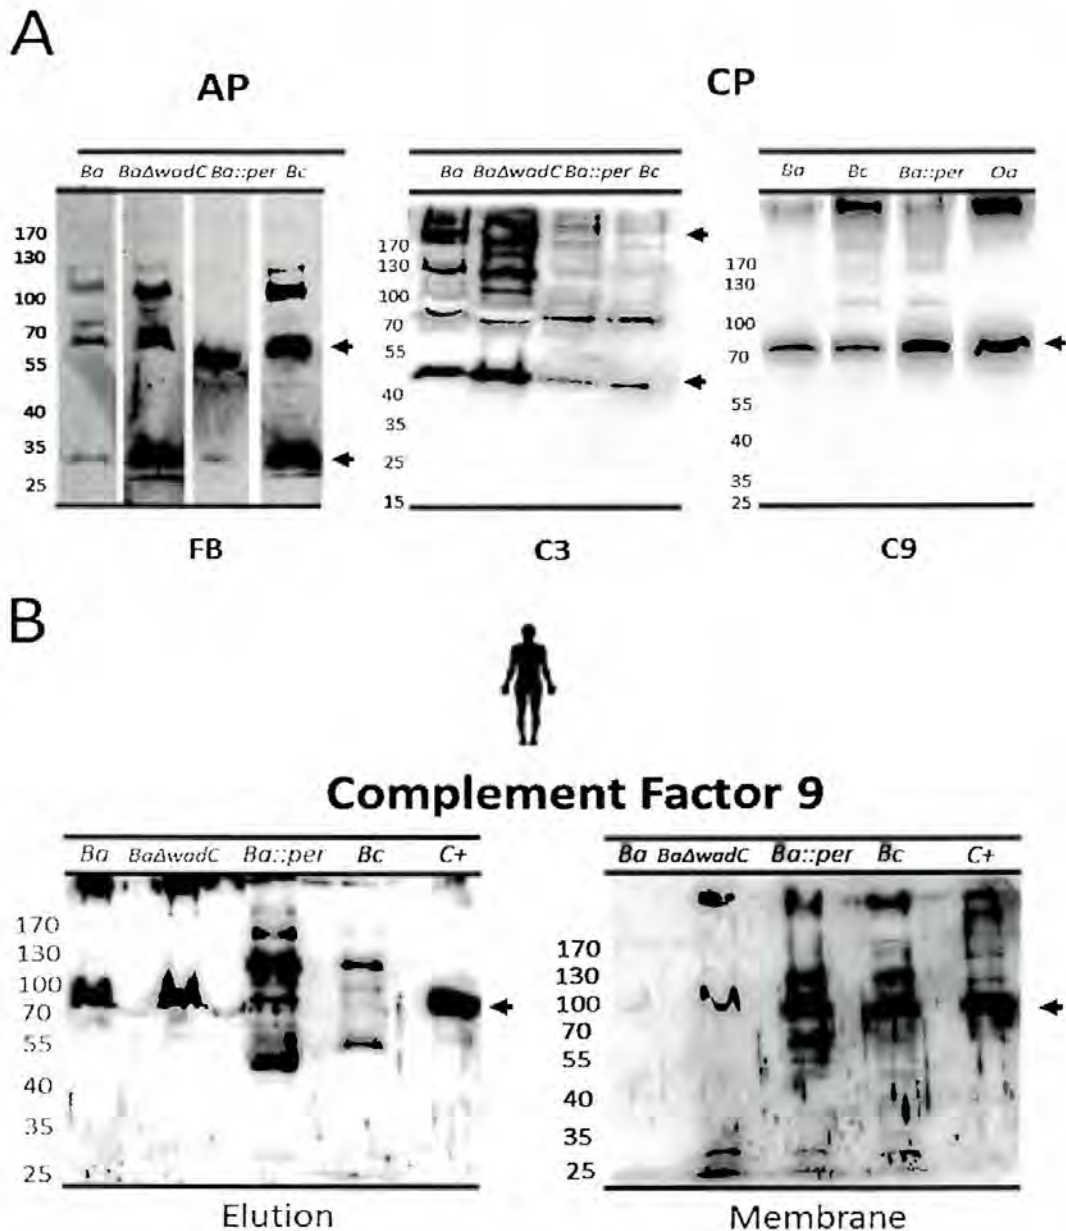 A
AP
CP
Ba BaΔwadC Ba::per Bc
170
130
100
70
55
40
35
25
FB
Ba BaΔwadC Ba::per Bc
170
130
100
70
55
40
35
25
15
C3
Ba Bc Ba::per Oa
170
130
100
70
55
40
35
25
C9
B
Complement Factor 9
Ba BaΔwadC Ba::per Bc C+
170
130
100
70
55
40
35
25
Elution
Ba BaΔwadC Ba::per Bc C+
170
130
100
70
55
40
35
25
Membrane